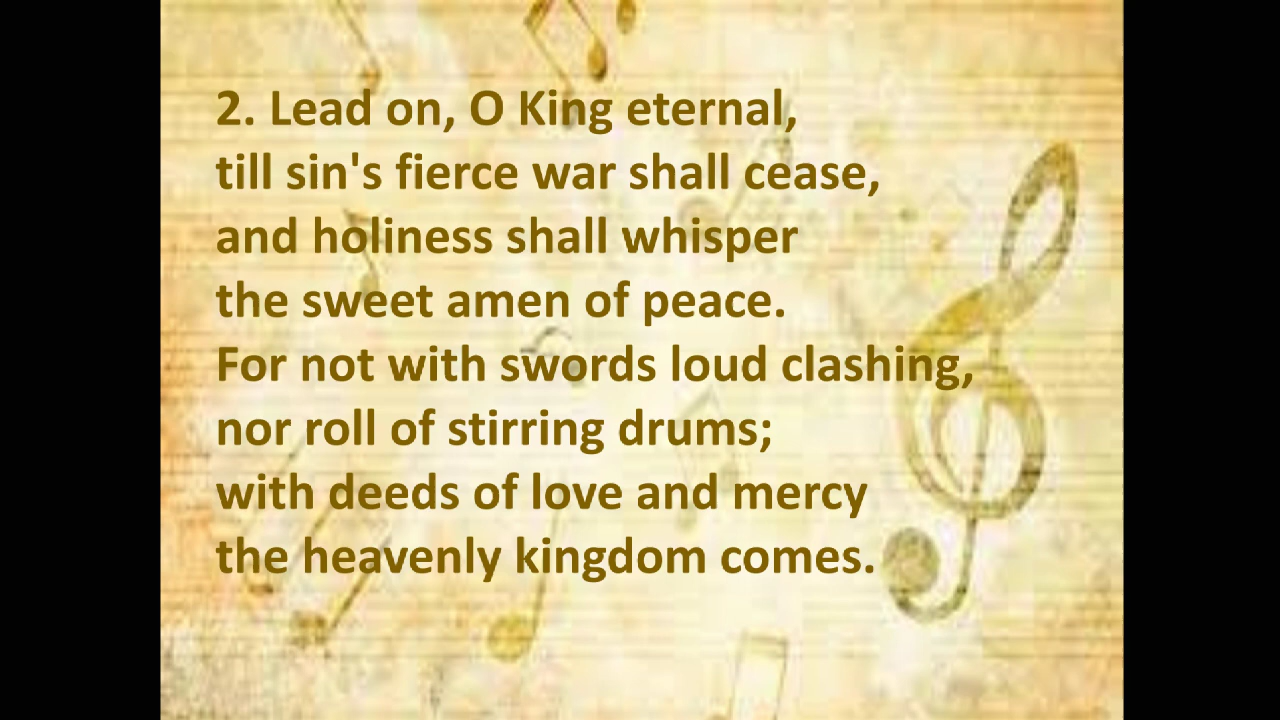 2. Lead on, O King eternal,
till sin's fierce war shall cease,
and holiness shall whisper
the sweet amen of peace.
For not with swords loud clashing,
nor roll of stirring drums;
with deeds of love and mercy
the heavenly kingdom comes.